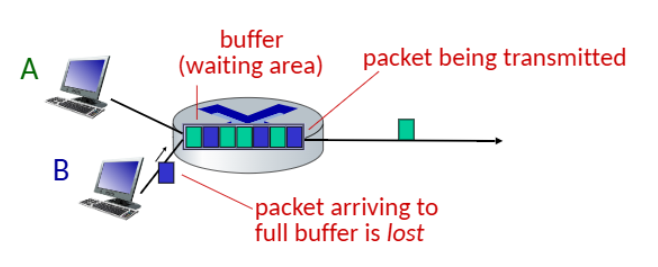 buffer
(waiting area)
packet being transmitted
A
B
packet arriving to
full buffer is lost